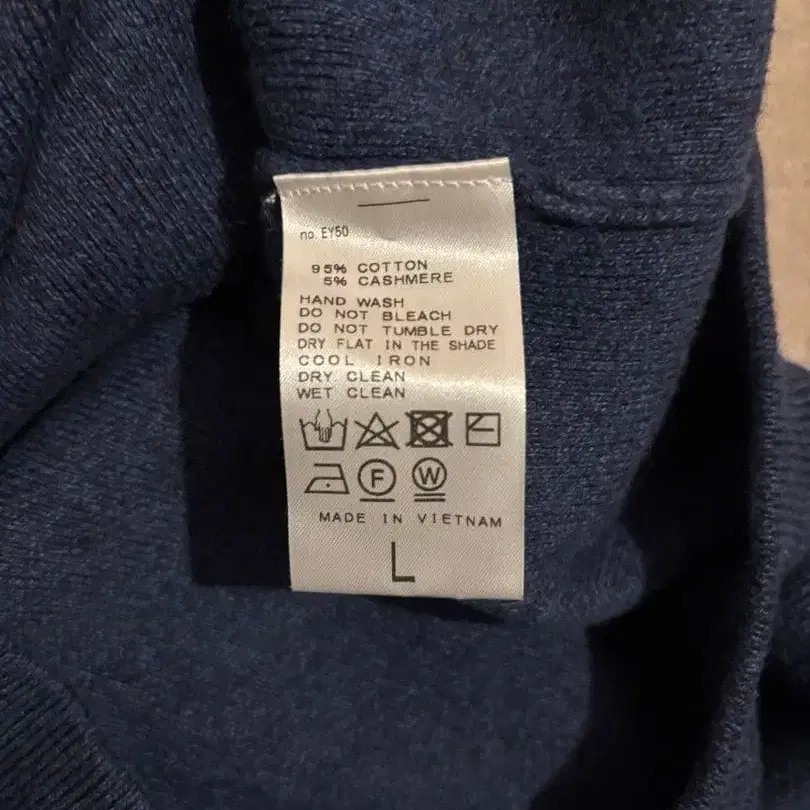 no. EY50
95% COTTON
5% CASHMERE
HAND WASH
DO NOT BLEACH
DO NOT TUMBLE DRY
DRY FLAT IN THE SHADE
COOL IRON
DRY CLEAN
WET CLEAN
F W
MADE IN VIETNAM
L